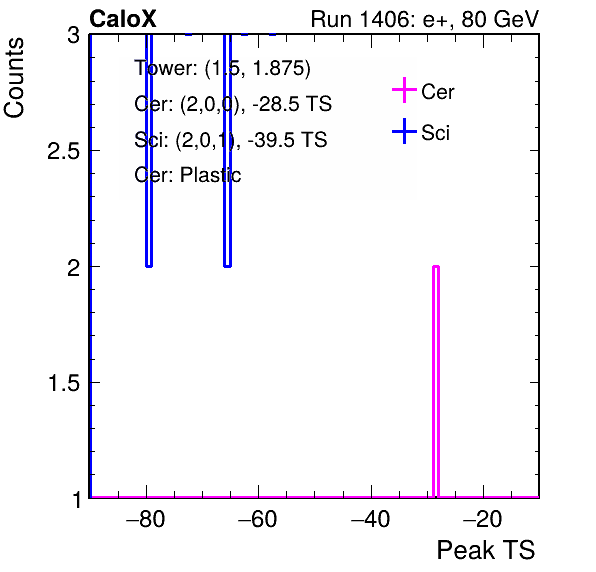 CaloX Run 1406: e+, 80 GeV
Counts
3
2.5
2
1.5
1
Tower: (1.5, 1.875)
Cer: (2,0,0), -28.5 TS
Sci: (2,0,1), -39.5 TS
Cer: Plastic
Cer
Sci
−80 −60 −40 −20
Peak TS